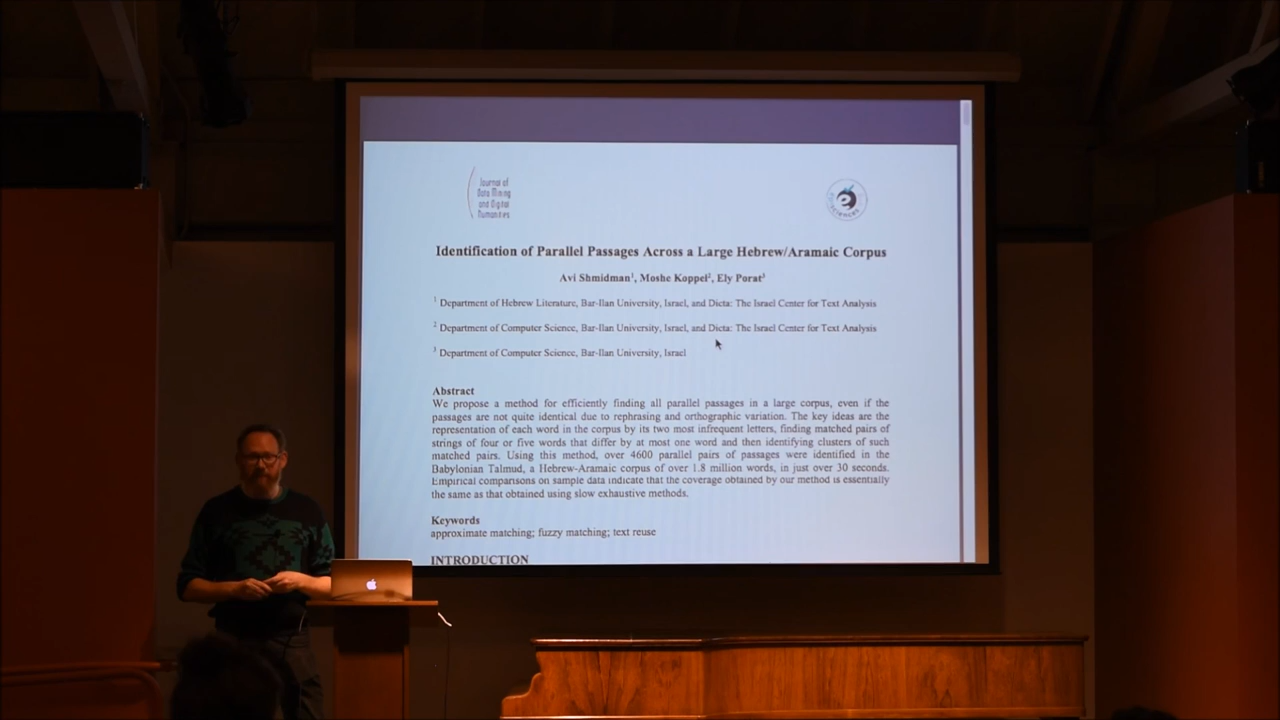 Journal of
Data Mining
and Digital
Humanities
episciences
Identification of Parallel Passages Across a Large Hebrew/Aramaic Corpus
Avi Shmidman¹, Moshe Koppel², Ely Porat³
¹ Department of Hebrew Literature, Bar-Ilan University, Israel, and Dicta: The Israel Center for Text Analysis
² Department of Computer Science, Bar-Ilan University, Israel, and Dicta: The Israel Center for Text Analysis
³ Department of Computer Science, Bar-Ilan University, Israel
Abstract
We propose a method for efficiently finding all parallel passages in a large corpus, even if the
passages are not quite identical due to rephrasing and orthographic variation. The key ideas are the
representation of each word in the corpus by its two most infrequent letters, finding matched pairs of
strings of four or five words that differ by at most one word and then identifying clusters of such
matched pairs. Using this method, over 4600 parallel pairs of passages were identified in the
Babylonian Talmud, a Hebrew-Aramaic corpus of over 1.8 million words, in just over 30 seconds.
Empirical comparisons on sample data indicate that the coverage obtained by our method is essentially
the same as that obtained using slow exhaustive methods.
Keywords
approximate matching; fuzzy matching; text reuse
INTRODUCTION